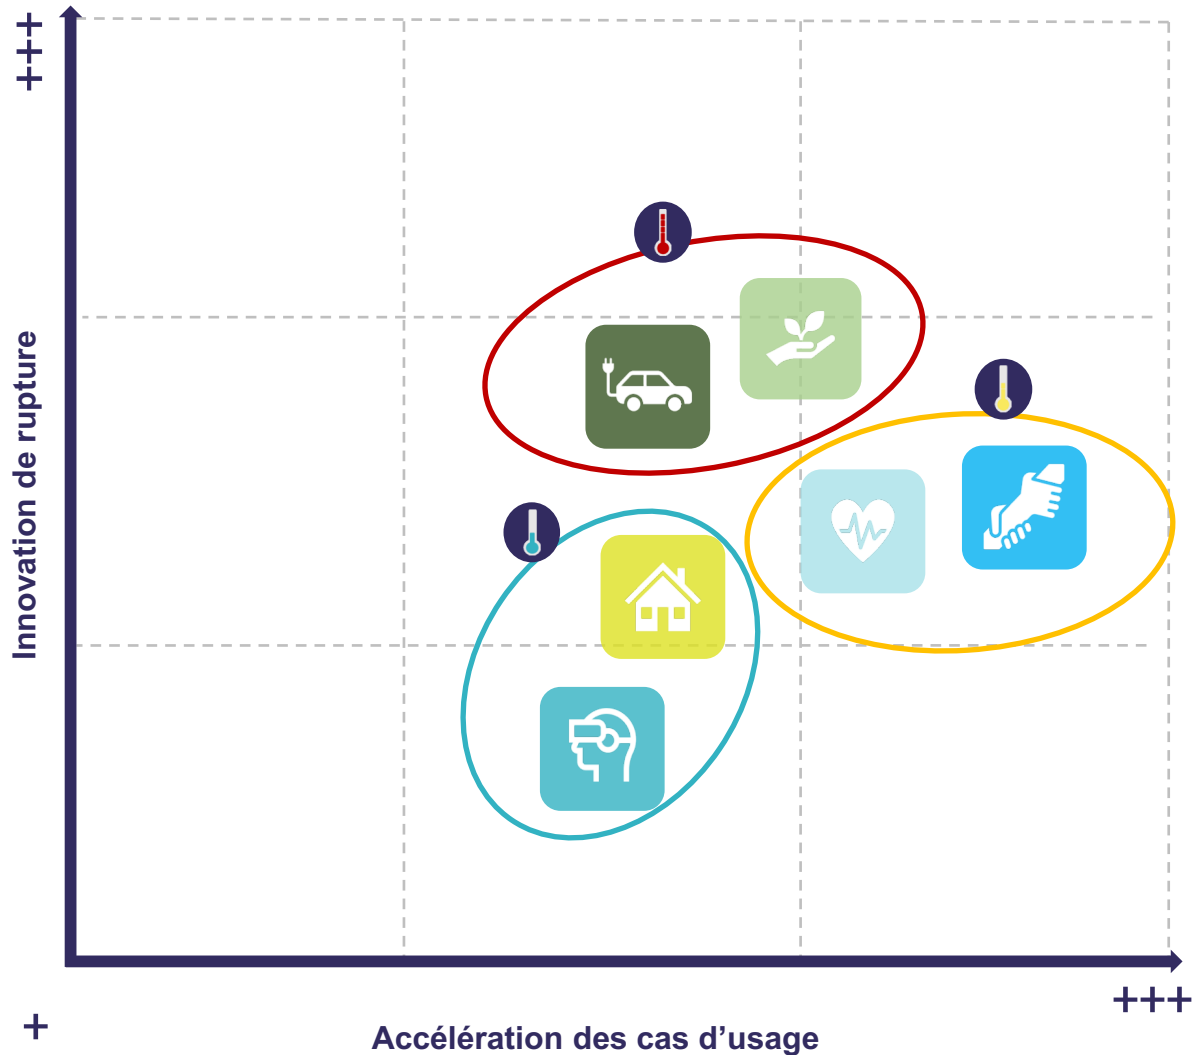 +++
Innovation de rupture
+++
+
Accélération des cas d’usage